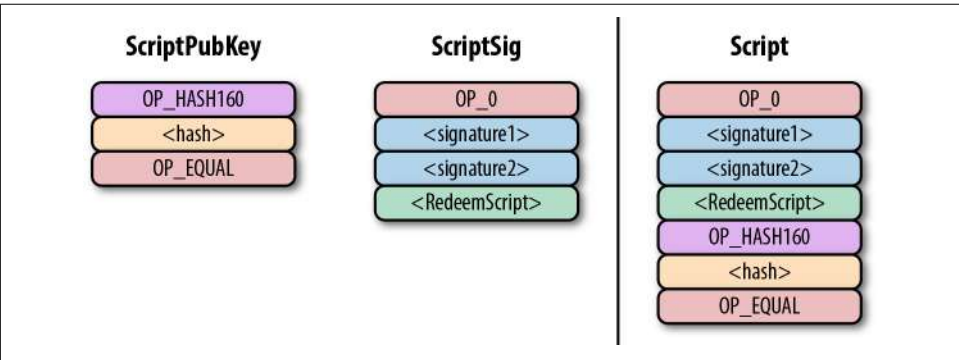 ScriptPubKey
OP_HASH160
<hash>
OP_EQUAL
ScriptSig
OP_0
<signature1>
<signature2>
<RedeemScript>
Script
OP_0
<signature1>
<signature2>
<RedeemScript>
OP_HASH160
<hash>
OP_EQUAL